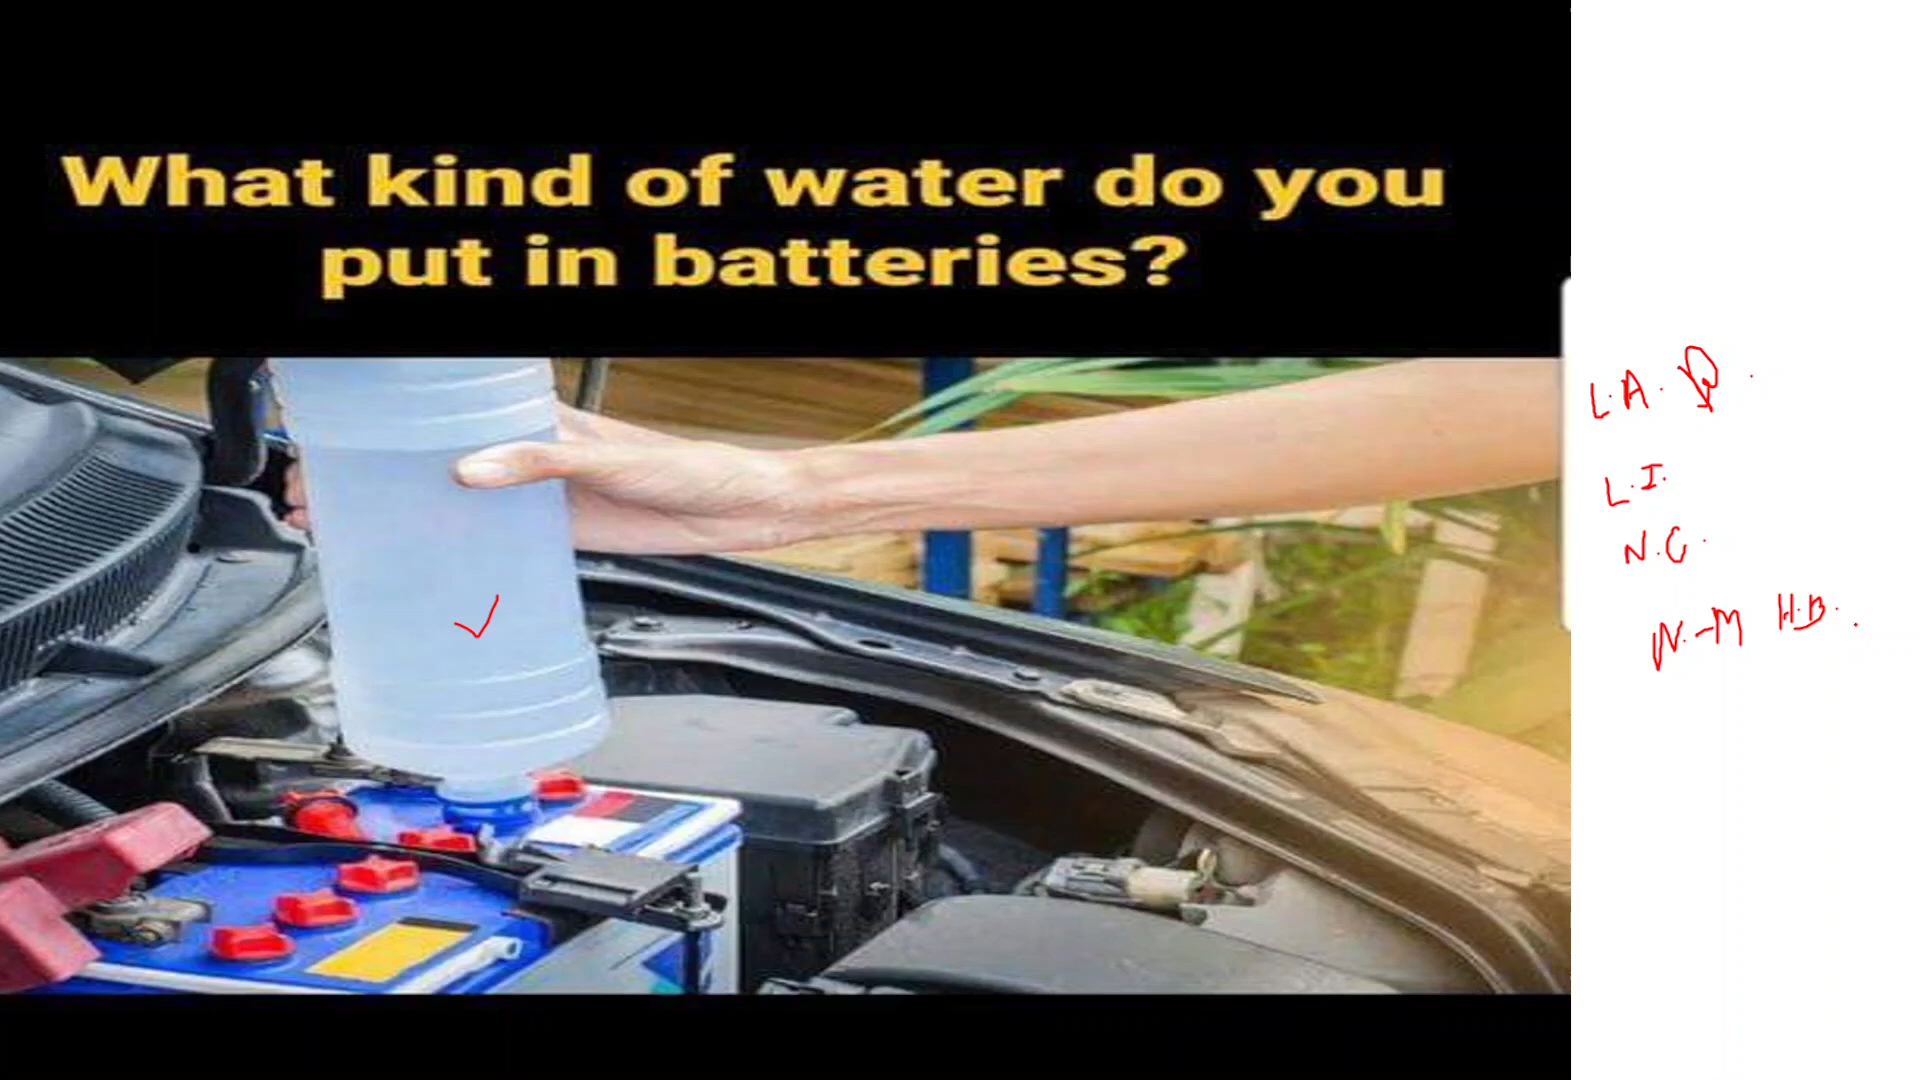 What kind of water do you
put in batteries?
L.A.
L.I.
N.C.
N.-M H.B.